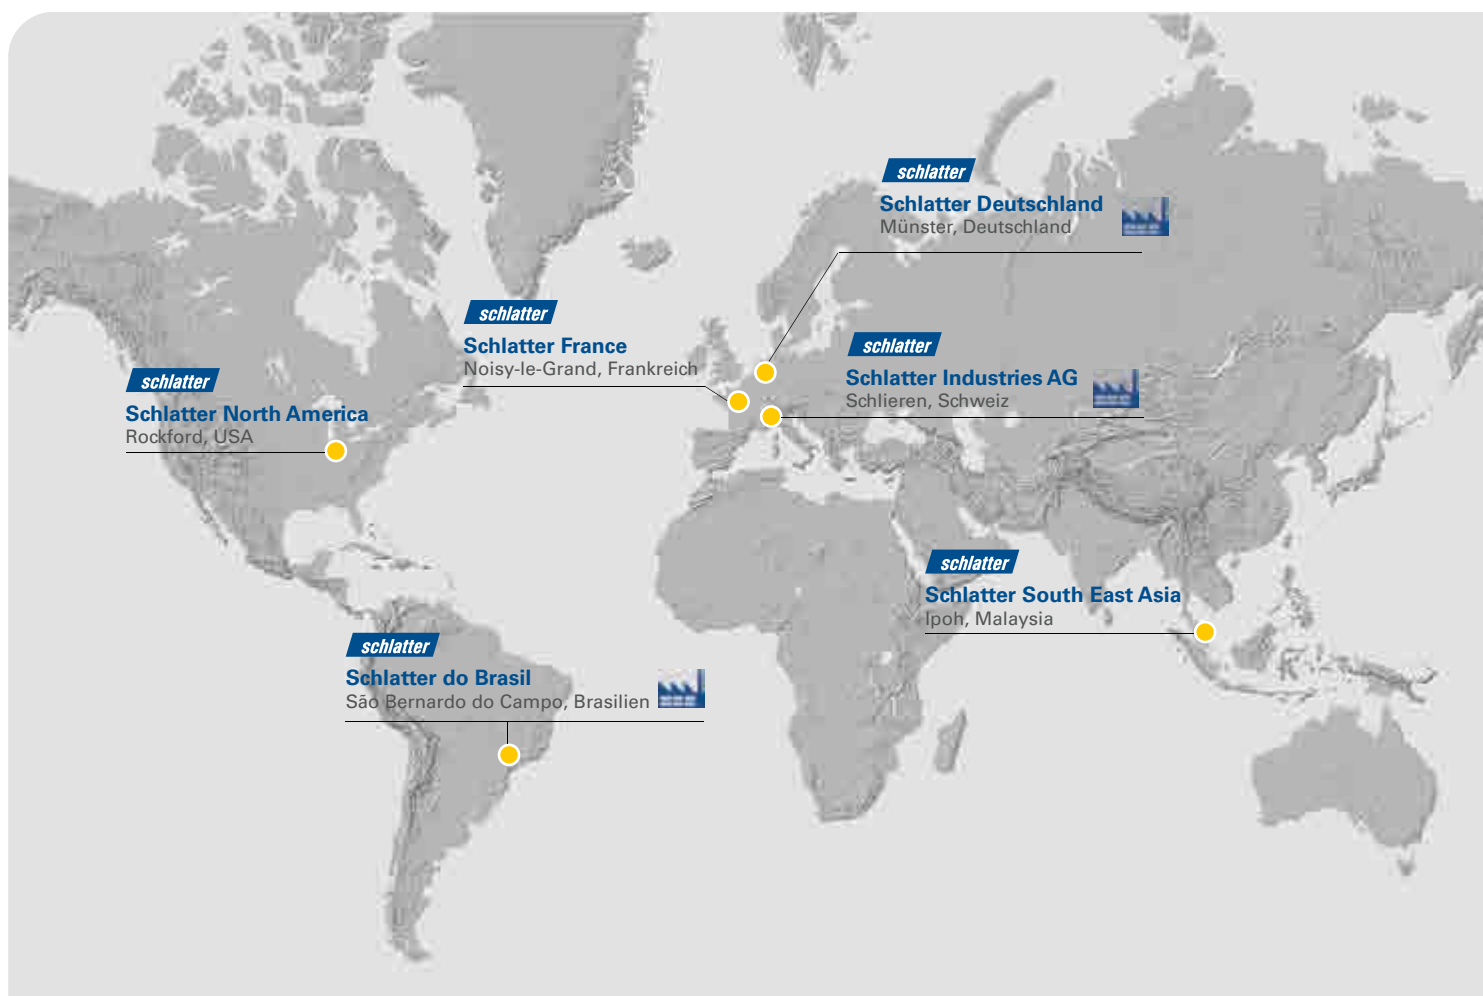 schlatter
Schlatter Deutschland
Münster, Deutschland
schlatter
Schlatter France
Noisy-le-Grand, Frankreich
schlatter
Schlatter Industries AG
Schlieren, Schweiz
schlatter
Schlatter North America
Rockford, USA
schlatter
Schlatter South East Asia
Ipoh, Malaysia
schlatter
Schlatter do Brasil
São Bernardo do Campo, Brasilien